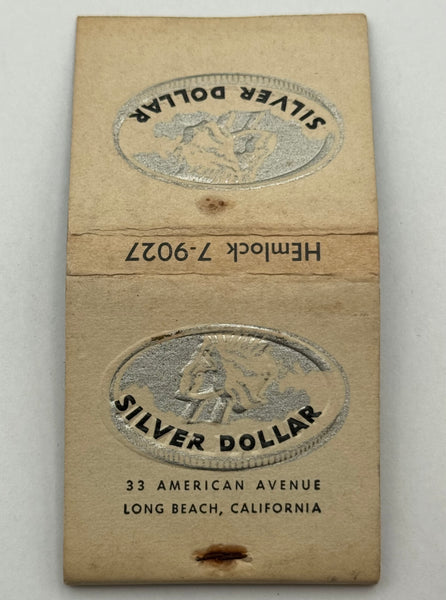 SILVER DOLLAR
HEmlock 7-9027
SILVER DOLLAR
33 AMERICAN AVENUE
LONG BEACH, CALIFORNIA